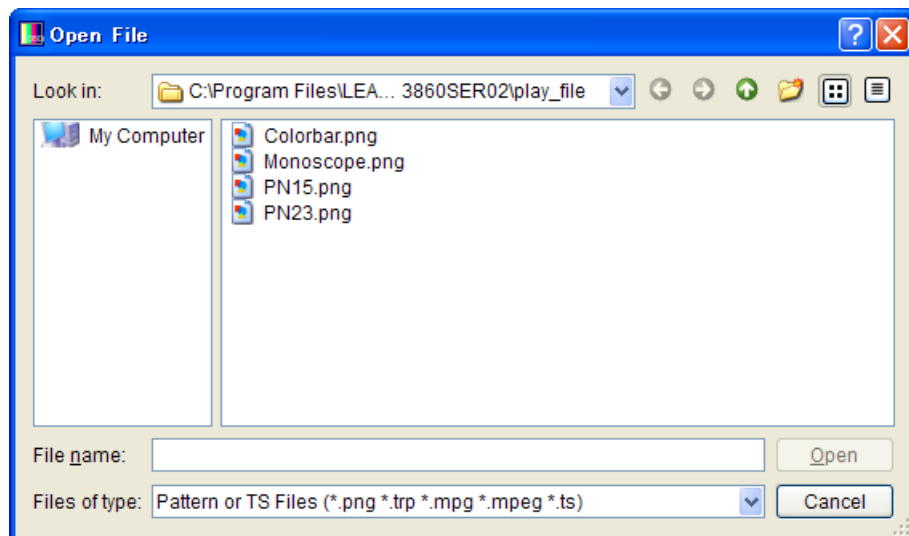 Open File
Look in:
C:\Program Files\LEA... 3860SER02\play_file
My Computer
Colorbar.png
Monoscope.png
PN15.png
PN23.png
File name:
Open
Files of type:
Pattern or TS Files (*.png *.trp *.mpg *.mpeg *.ts)
Cancel